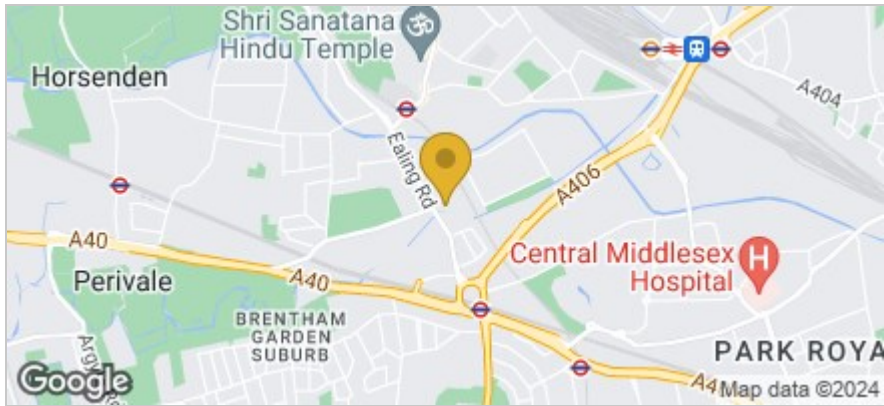 Shri Sanatana
Hindu Temple
Horsenden
A404
Ealing Rd
A406
A40
Central Middlesex
Hospital
H
Perivale
A40
BRENTHAM
GARDEN
SUBURB
PARK ROYA
Google
Map data ©2024